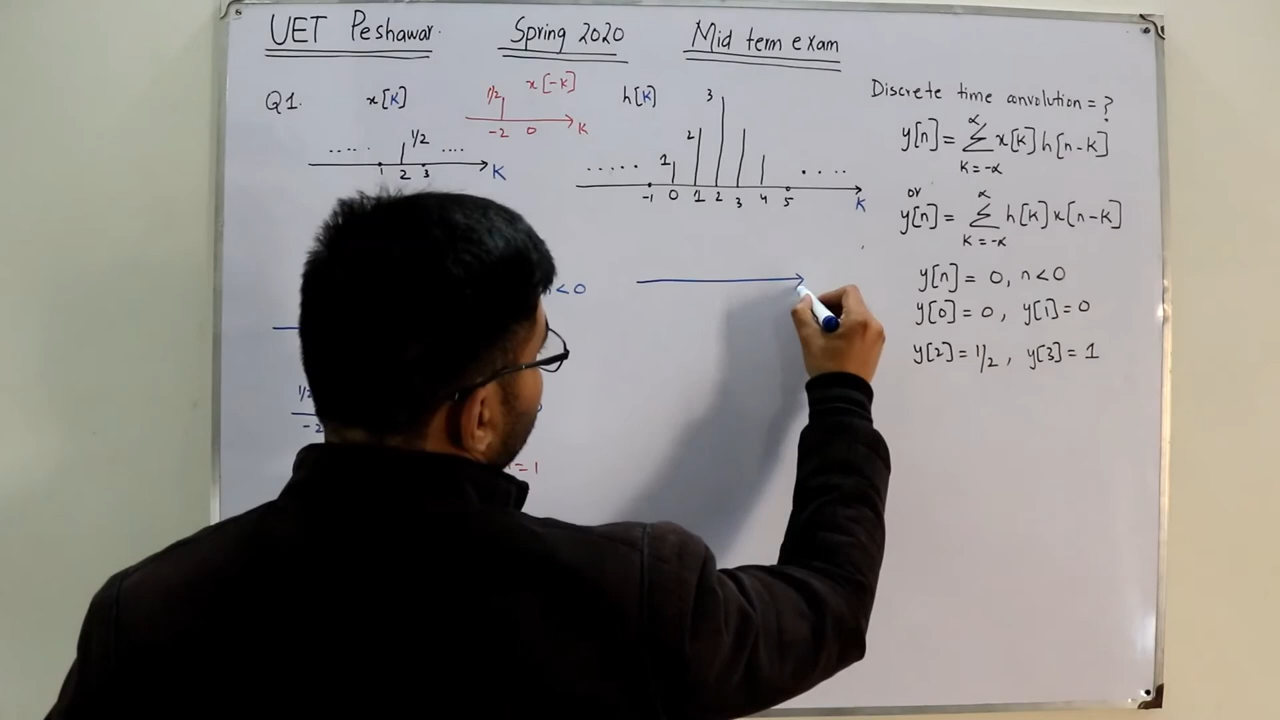 UET Peshawar. Spring 2020 Mid term exam
Q1. x[K]
1/2
..... ....
1 2 3 K
1/2 x[-K]
-2 0 K
h[K]
3
2
1
..... ....
-1 0 1 2 3 4 5 K
Discrete time convolution = ?
y[n] = ∑ x[K] h[n-K]
K = -∝ ∝
or
y[n] = ∑ h[K] x[n-K]
K = -∝ ∝
y[n] = 0, n < 0
y[0] = 0, y[1] = 0
y[2] = 1/2, y[3] = 1
n < 0
1/2
-2
= 1